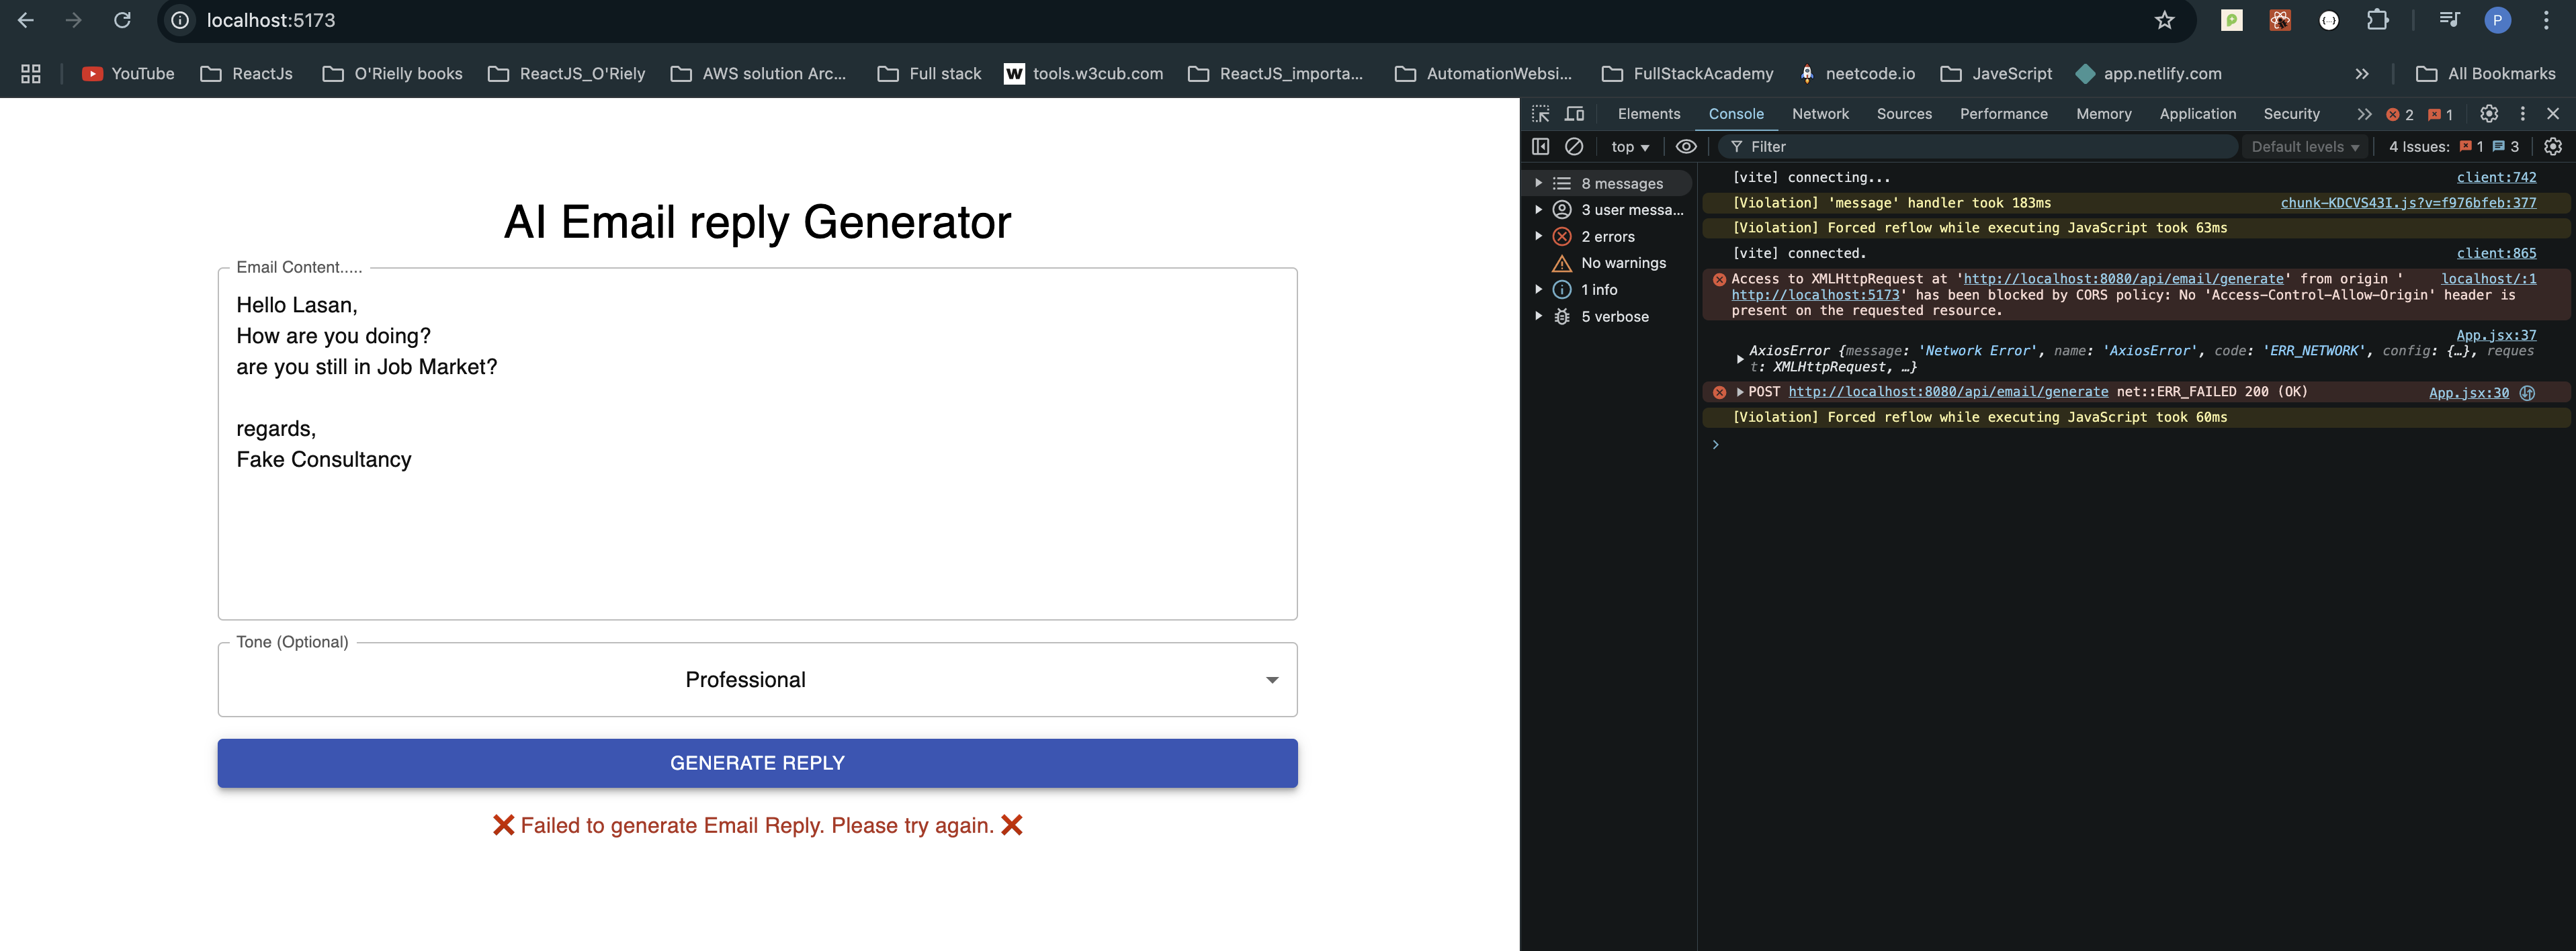 localhost:5173
P
YouTube
ReactJs
O'Rielly books
ReactJS_O'Riely
AWS solution Arc...
Full stack
W tools.w3cub.com
ReactJS_importa...
AutomationWebsi...
FullStackAcademy
neetcode.io
JaveScript
app.netlify.com
All Bookmarks
AI Email reply Generator
Email Content.....
Hello Lasan,
How are you doing?
are you still in Job Market?
regards,
Fake Consultancy
Tone (Optional)
Professional
GENERATE REPLY
❌ Failed to generate Email Reply. Please try again. ❌
Elements Console Network Sources Performance Memory Application Security 2 1
top Filter Default levels 4 Issues: 1 3
8 messages
3 user messa...
2 errors
No warnings
1 info
5 verbose
[vite] connecting... client:742
[Violation] 'message' handler took 183ms chunk-KDCVS43I.js?v=f976bfeb:377
[Violation] Forced reflow while executing JavaScript took 63ms
[vite] connected. client:865
Access to XMLHttpRequest at 'http://localhost:8080/api/email/generate' from origin ' localhost/:1
http://localhost:5173' has been blocked by CORS policy: No 'Access-Control-Allow-Origin' header is
present on the requested resource.
App.jsx:37
AxiosError {message: 'Network Error', name: 'AxiosError', code: 'ERR_NETWORK', config: {…}, reques
t: XMLHttpRequest, …}
POST http://localhost:8080/api/email/generate net::ERR_FAILED 200 (OK) App.jsx:30
[Violation] Forced reflow while executing JavaScript took 60ms